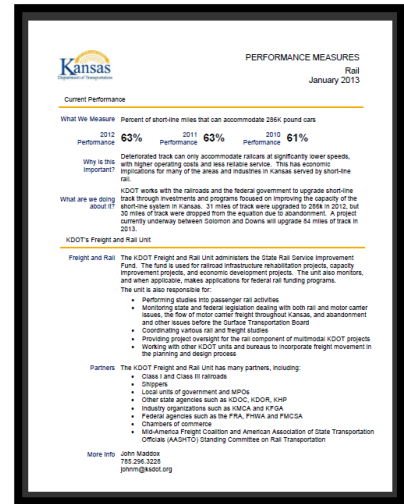 Kansas
Department of Transportation
PERFORMANCE MEASURES
Rail
January 2013
Current Performance
What We Measure Percent of short-line miles that can accommodate 286K pound cars
2012 Performance 63% 2011 Performance 63% 2010 Performance 61%
Why is this important? Deteriorated track can only accommodate railcars at significantly lower speeds,
with higher operating costs and less reliable service. This has economic
implications for many of the areas and industries in Kansas served by short-line
rail.
What are we doing about it? KDOT works with the railroads and the federal government to upgrade short-line
track through investments and programs focused on improving the capacity of the
short-line system in Kansas. 31 miles of track were upgraded to 286k in 2012, but
30 miles of track were dropped from the equation due to abandonment. A project
currently underway between Solomon and Downs will upgrade 84 miles of track in
2013.
KDOT's Freight and Rail Unit
Freight and Rail The KDOT Freight and Rail Unit administers the State Rail Service Improvement
Fund. The fund is used for railroad infrastructure rehabilitation projects, capacity
improvement projects, and economic development projects. The unit also monitors,
and when applicable, makes applications for federal rail funding programs.
The unit is also responsible for:
• Performing studies into passenger rail activities
• Monitoring state and federal legislation dealing with both rail and motor carrier
issues, the flow of motor carrier freight throughout Kansas, and abandonment
and other issues before the Surface Transportation Board
• Coordinating various rail and freight studies
• Providing project oversight for the rail component of multimodal KDOT projects
• Working with other KDOT units and bureaus to incorporate freight movement in
the planning and design process
Partners The KDOT Freight and Rail Unit has many partners, including:
• Class I and Class III railroads
• Shippers
• Local units of government and MPOs
• Other state agencies such as KDOC, KDOR, KHP
• Industry organizations such as KMCA and KFGA
• Federal agencies such as the FRA, FHWA and FMCSA
• Chambers of commerce
• Mid-America Freight Coalition and American Association of State Transportation
Officials (AASHTO) Standing Committee on Rail Transportation
More Info John Maddox
785.296.3228
johnm@ksdot.org